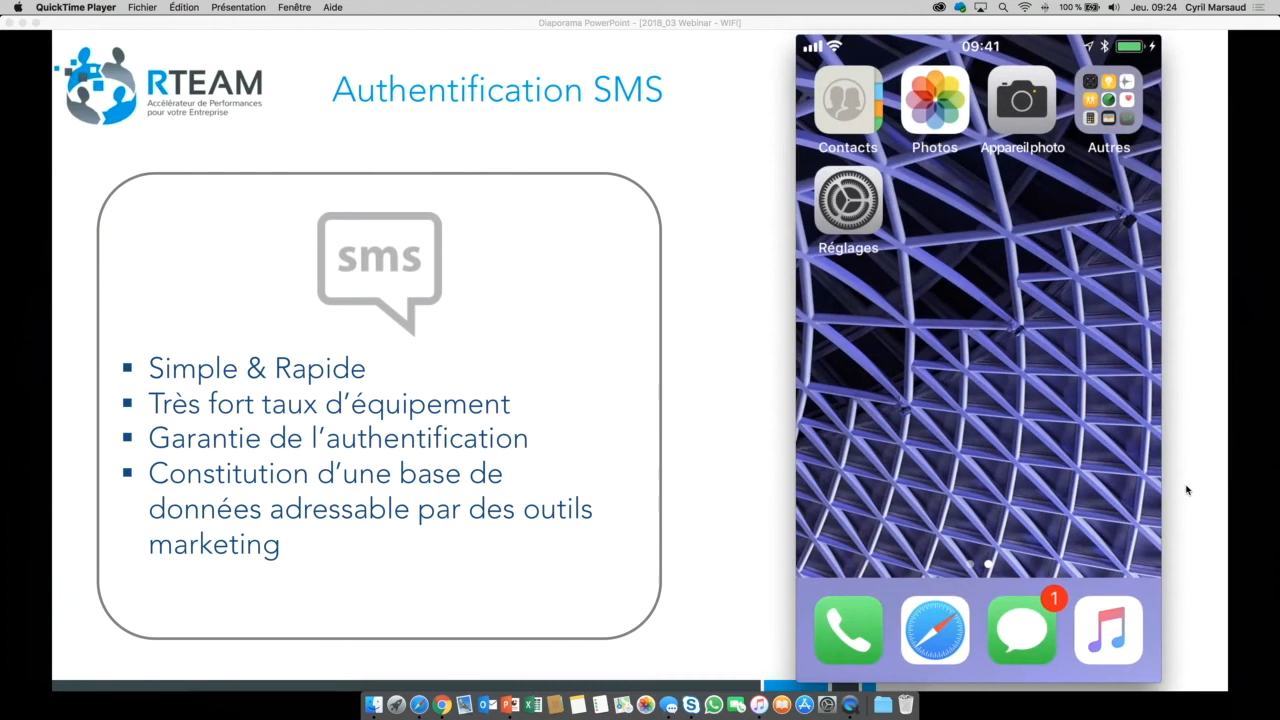 QuickTime Player Fichier Édition Présentation Fenêtre Aide 100 % Jeu. 09:24 Cyril Marsaud
Diaporama PowerPoint - [2018_03 Webinar - WIFI]
RTEAM
Accélérateur de Performances
pour votre Entreprise
Authentification SMS
sms
Simple & Rapide
Très fort taux d’équipement
Garantie de l’authentification
Constitution d’une base de
données adressable par des outils
marketing
09:41
Contacts Photos Appareil photo Autres
Réglages
1